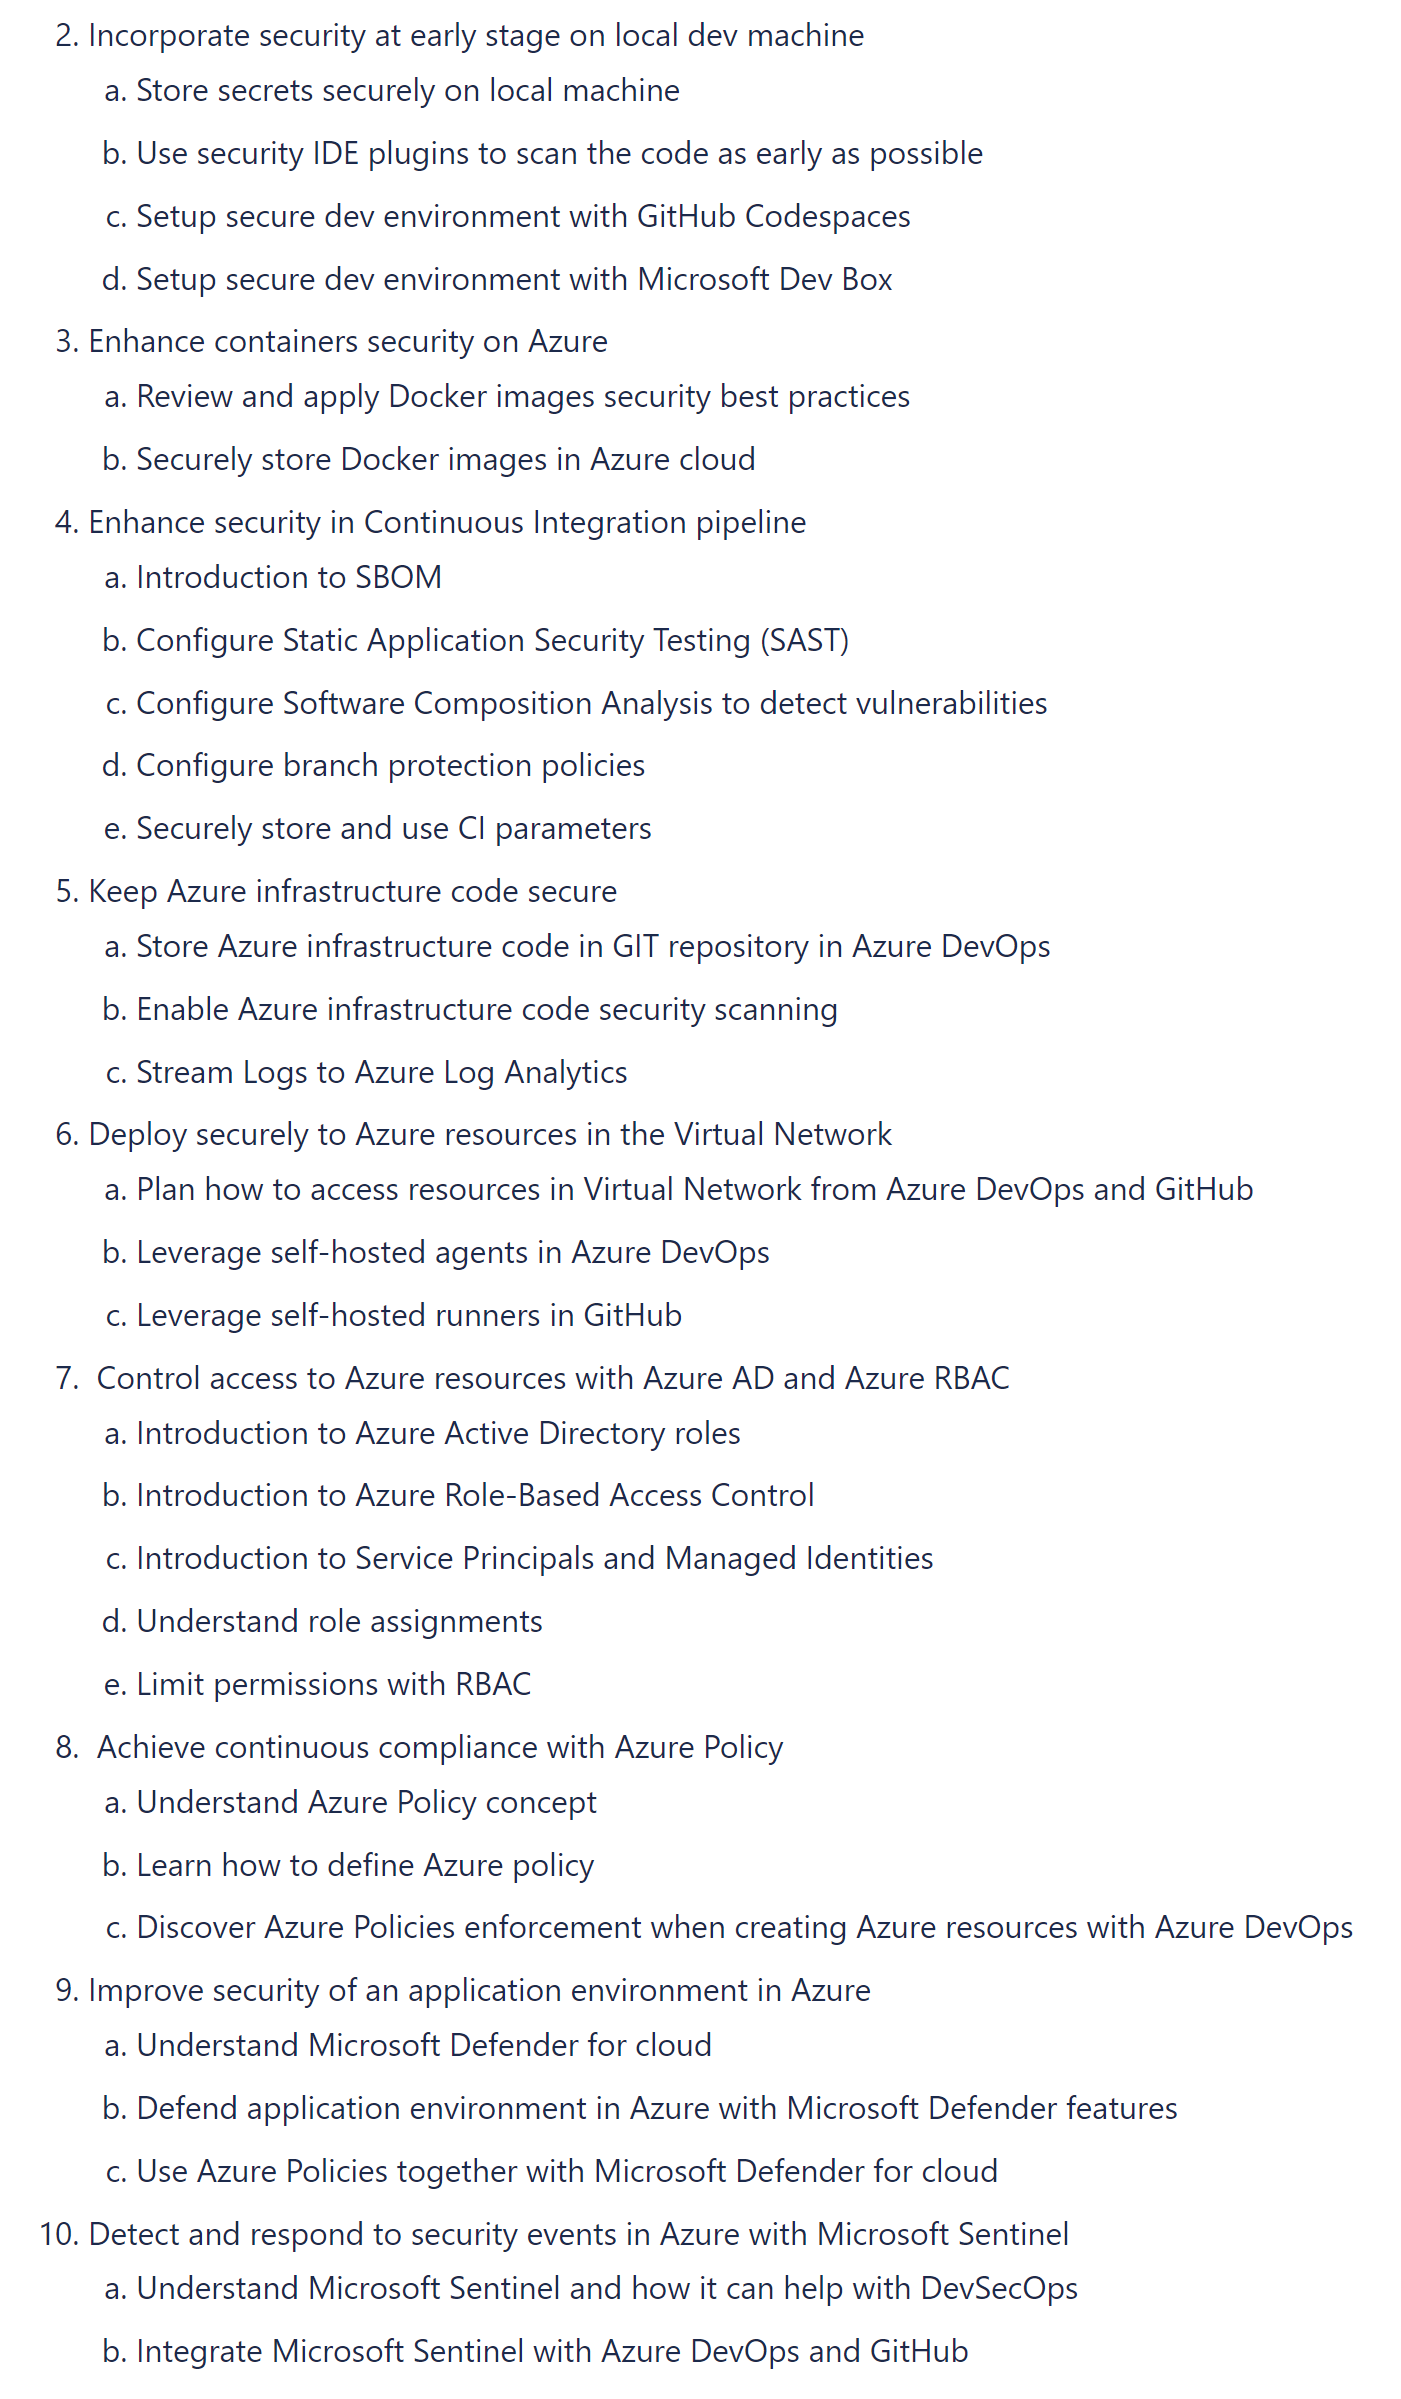 2. Incorporate security at early stage on local dev machine
a. Store secrets securely on local machine
b. Use security IDE plugins to scan the code as early as possible
c. Setup secure dev environment with GitHub Codespaces
d. Setup secure dev environment with Microsoft Dev Box
3. Enhance containers security on Azure
a. Review and apply Docker images security best practices
b. Securely store Docker images in Azure cloud
4. Enhance security in Continuous Integration pipeline
a. Introduction to SBOM
b. Configure Static Application Security Testing (SAST)
c. Configure Software Composition Analysis to detect vulnerabilities
d. Configure branch protection policies
e. Securely store and use CI parameters
5. Keep Azure infrastructure code secure
a. Store Azure infrastructure code in GIT repository in Azure DevOps
b. Enable Azure infrastructure code security scanning
c. Stream Logs to Azure Log Analytics
6. Deploy securely to Azure resources in the Virtual Network
a. Plan how to access resources in Virtual Network from Azure DevOps and GitHub
b. Leverage self-hosted agents in Azure DevOps
c. Leverage self-hosted runners in GitHub
7. Control access to Azure resources with Azure AD and Azure RBAC
a. Introduction to Azure Active Directory roles
b. Introduction to Azure Role-Based Access Control
c. Introduction to Service Principals and Managed Identities
d. Understand role assignments
e. Limit permissions with RBAC
8. Achieve continuous compliance with Azure Policy
a. Understand Azure Policy concept
b. Learn how to define Azure policy
c. Discover Azure Policies enforcement when creating Azure resources with Azure DevOps
9. Improve security of an application environment in Azure
a. Understand Microsoft Defender for cloud
b. Defend application environment in Azure with Microsoft Defender features
c. Use Azure Policies together with Microsoft Defender for cloud
10. Detect and respond to security events in Azure with Microsoft Sentinel
a. Understand Microsoft Sentinel and how it can help with DevSecOps
b. Integrate Microsoft Sentinel with Azure DevOps and GitHub